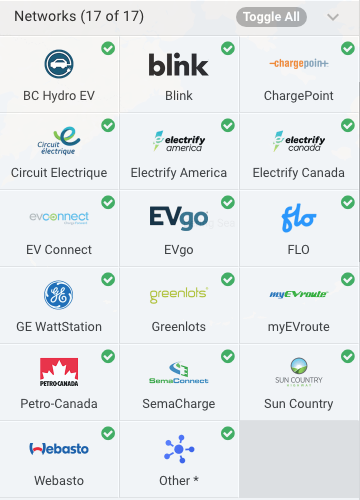 Networks (17 of 17) Toggle All
blink -chargepoin+-
BC Hydro EV Blink ChargePoint
Circuit électrique electrify america electrify canada
Circuit Electrique Electrify America Electrify Canada
evconnect EVgo flo
EV Connect EVgo FLO
GE greenlots myEVroute
GE WattStation Greenlots myEVroute
PETRO-CANADA SemaConnect SUN COUNTRY HIGHWAY
Petro-Canada SemaCharge Sun Country
Webasto
Webasto Other *